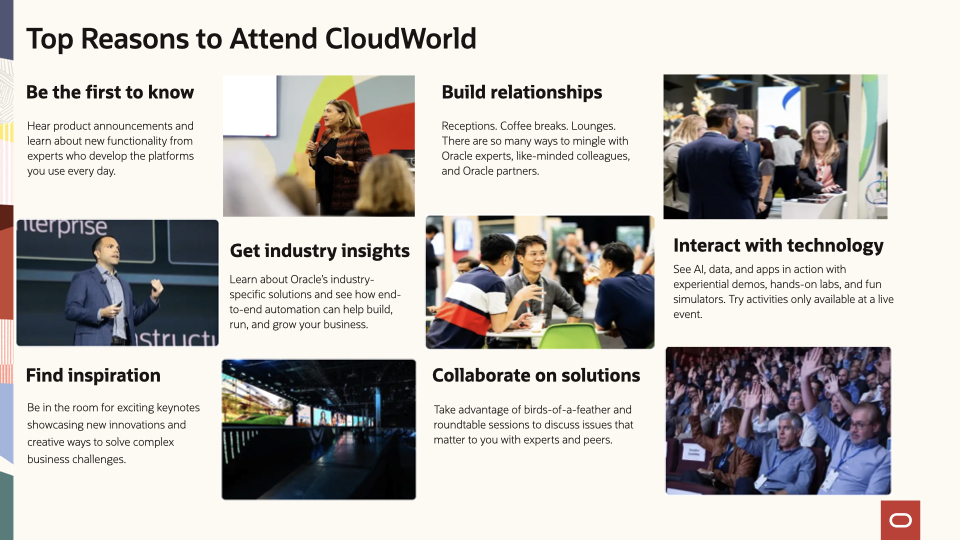 Top Reasons to Attend CloudWorld
Be the first to know
Hear product announcements and
learn about new functionality from
experts who develop the platforms
you use every day.
Build relationships
Receptions. Coffee breaks. Lounges.
There are so many ways to mingle with
Oracle experts, like-minded colleagues,
and Oracle partners.
nterprise
structu
Get industry insights
Learn about Oracle's industry-
specific solutions and see how end-
to-end automation can help build,
run, and grow your business.
Interact with technology
See AI, data, and apps in action with
experiential demos, hands-on labs, and fun
simulators. Try activities only available at a live
event.
Find inspiration
Be in the room for exciting keynotes
showcasing new innovations and
creative ways to solve complex
business challenges.
Collaborate on solutions
Take advantage of birds-of-a-feather and
roundtable sessions to discuss issues that
matter to you with experts and peers.